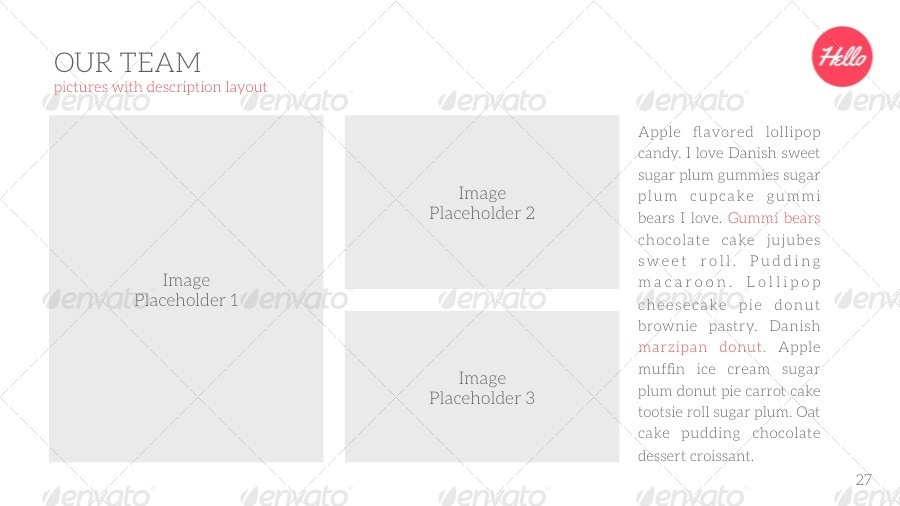 OUR TEAM
pictures with description layout
Hello
Image
Placeholder 1
Image
Placeholder 2
Image
Placeholder 3
Apple flavored lollipop
candy. I love Danish sweet
sugar plum gummies sugar
plum cupcake gummi
bears I love. Gummi bears
chocolate cake jujubes
sweet roll. Pudding
macaroon. Lollipop
cheesecake pie donut
brownie pastry. Danish
marzipan donut. Apple
muffin ice cream sugar
plum donut pie carrot cake
tootsie roll sugar plum. Oat
cake pudding chocolate
dessert croissant.
27
envato envato envato envato envato
envato envato envato envato envato
envato envato envato envato envato